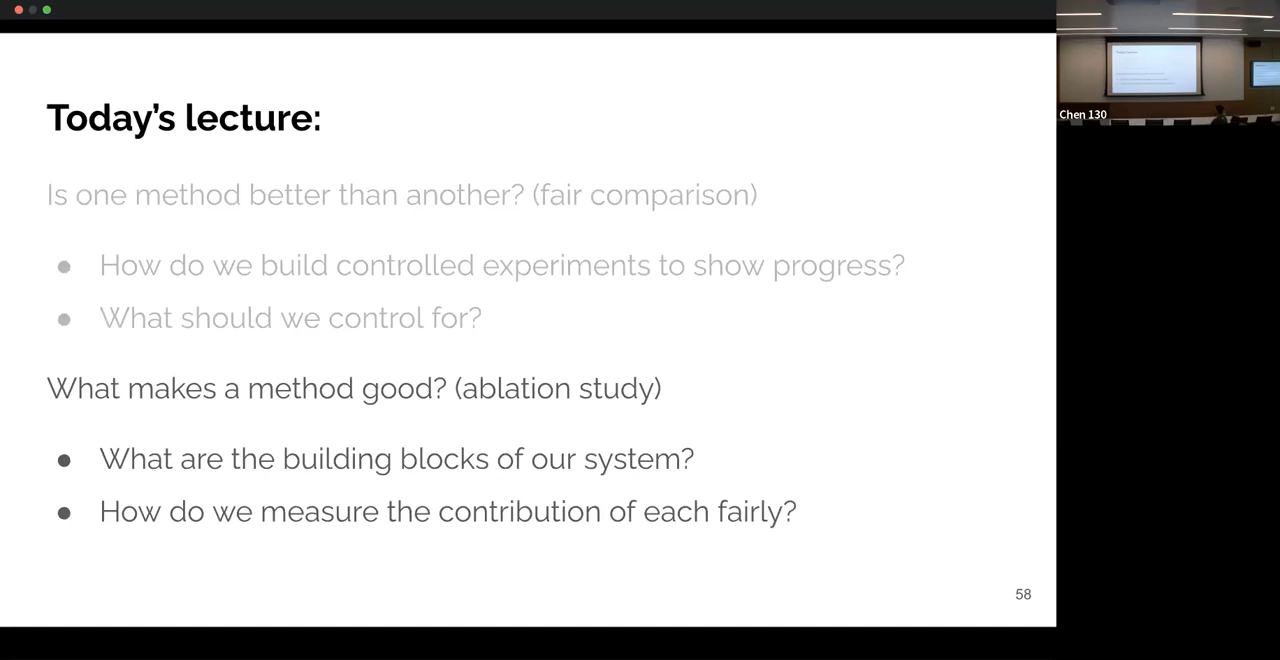 Today's lecture:
Is one method better than another? (fair comparison)
● How do we build controlled experiments to show progress?
● What should we control for?
What makes a method good? (ablation study)
● What are the building blocks of our system?
● How do we measure the contribution of each fairly?
58
Chen 130